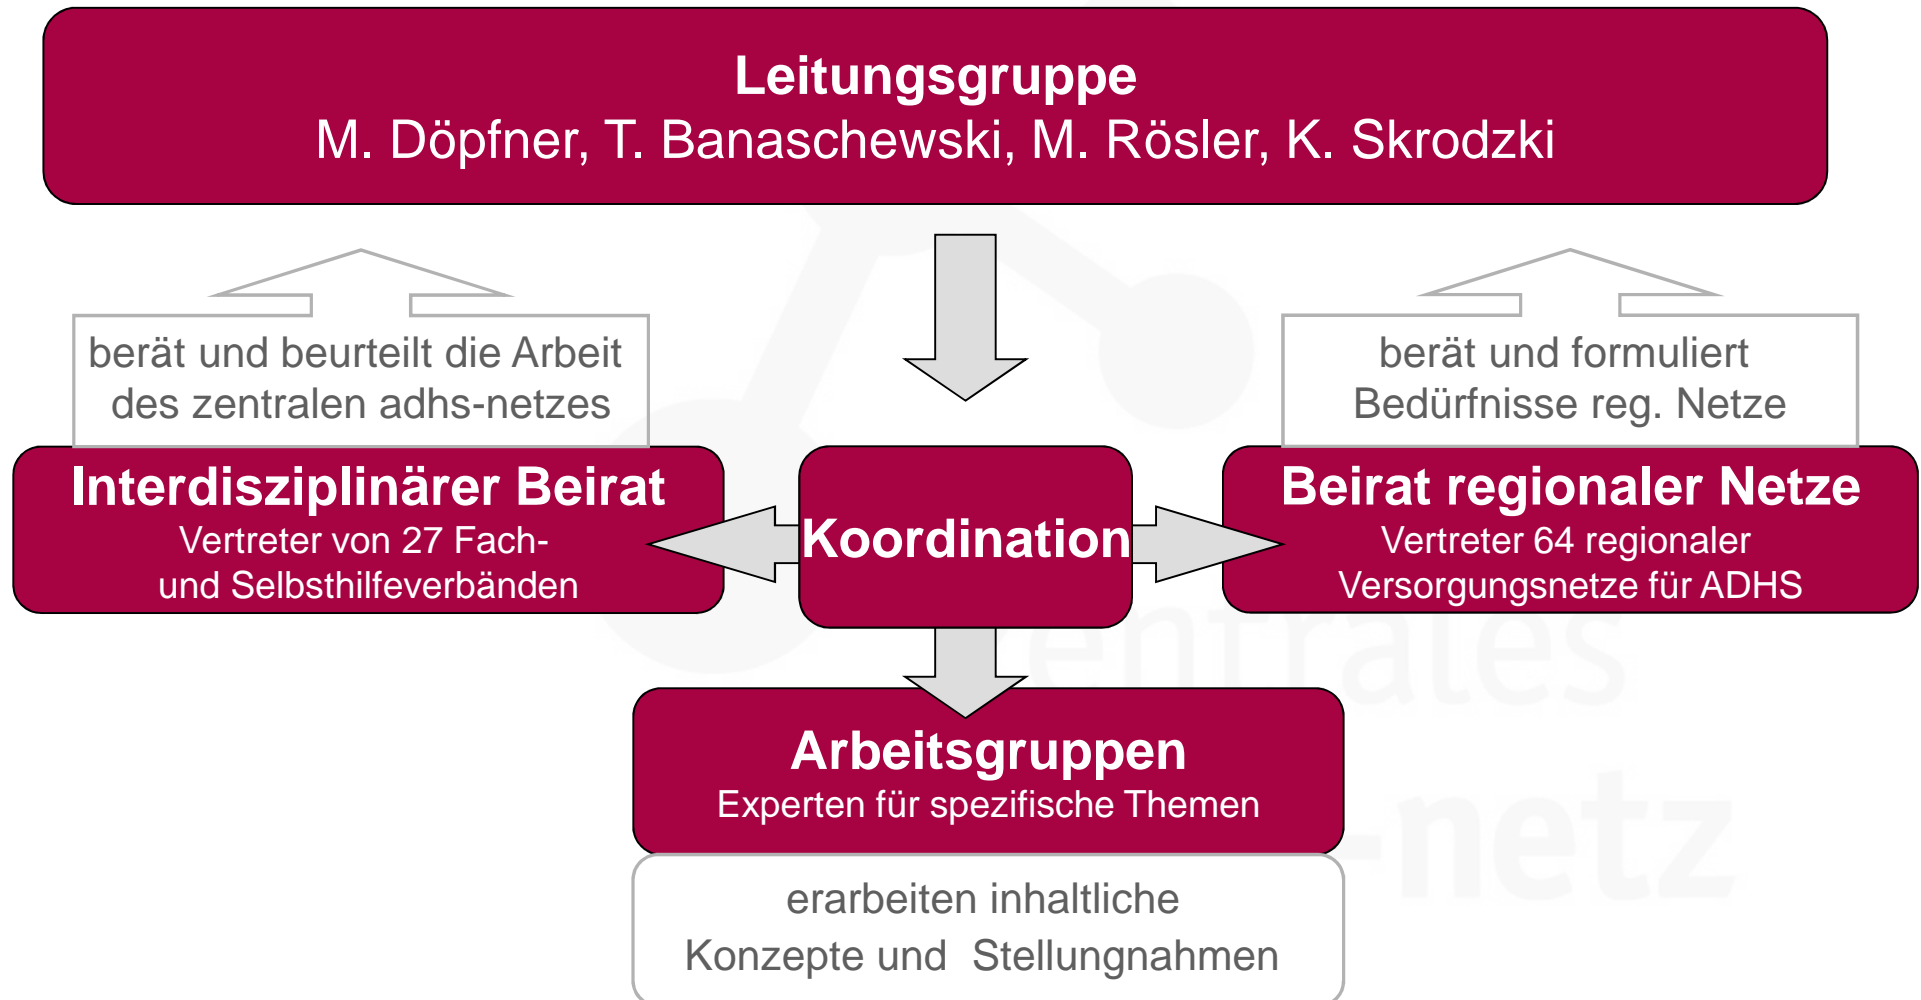 Leitungsgruppe
M. Döpfner, T. Banaschewski, M. Rösler, K. Skrodzki
berät und beurteilt die Arbeit
des zentralen adhs-netzes
berät und formuliert
Bedürfnisse reg. Netze
Interdisziplinärer Beirat
Vertreter von 27 Fach-
und Selbsthilfeverbänden
Koordination
Beirat regionaler Netze
Vertreter 64 regionaler
Versorgungsnetze für ADHS
entrales
Arbeitsgruppen
Experten für spezifische Themen
-netz
erarbeiten inhaltliche
Konzepte und Stellungnahmen